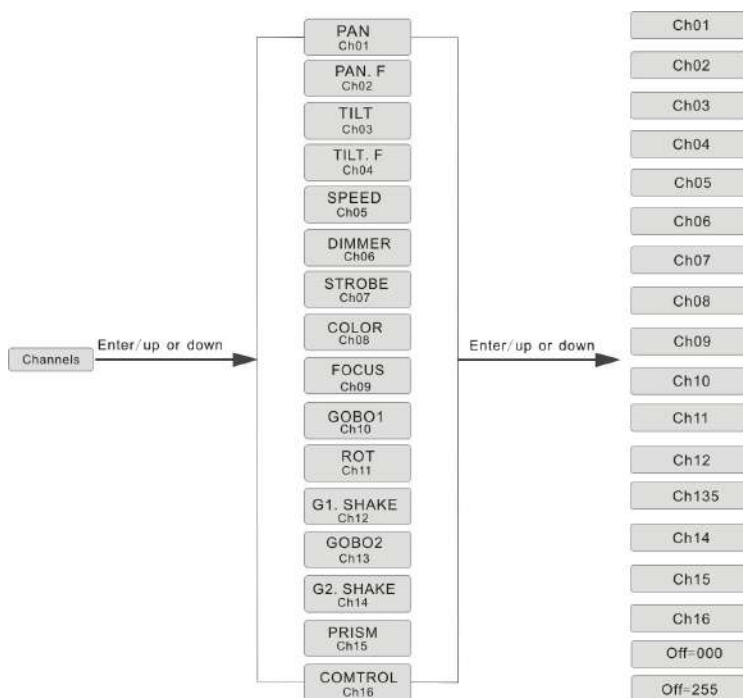 Channels
Enter/up or down
PAN
Ch01
PAN. F
Ch02
TILT
Ch03
TILT. F
Ch04
SPEED
Ch05
DIMMER
Ch06
STROBE
Ch07
COLOR
Ch08
FOCUS
Ch09
GOBO1
Ch10
ROT
Ch11
G1. SHAKE
Ch12
GOBO2
Ch13
G2. SHAKE
Ch14
PRISM
Ch15
COMTROL
Ch16
Enter/up or down
Ch01
Ch02
Ch03
Ch04
Ch05
Ch06
Ch07
Ch08
Ch09
Ch10
Ch11
Ch12
Ch135
Ch14
Ch15
Ch16
Off=000
Off=255